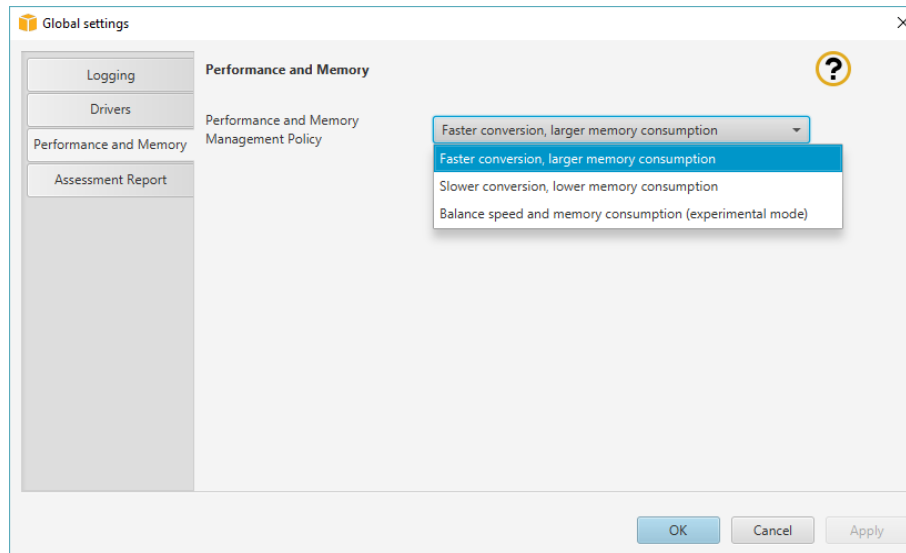 Global settings
Logging
Drivers
Performance and Memory
Assessment Report
Performance and Memory
?
Performance and Memory
Management Policy
Faster conversion, larger memory consumption
Faster conversion, larger memory consumption
Slower conversion, lower memory consumption
Balance speed and memory consumption (experimental mode)
OK
Cancel
Apply